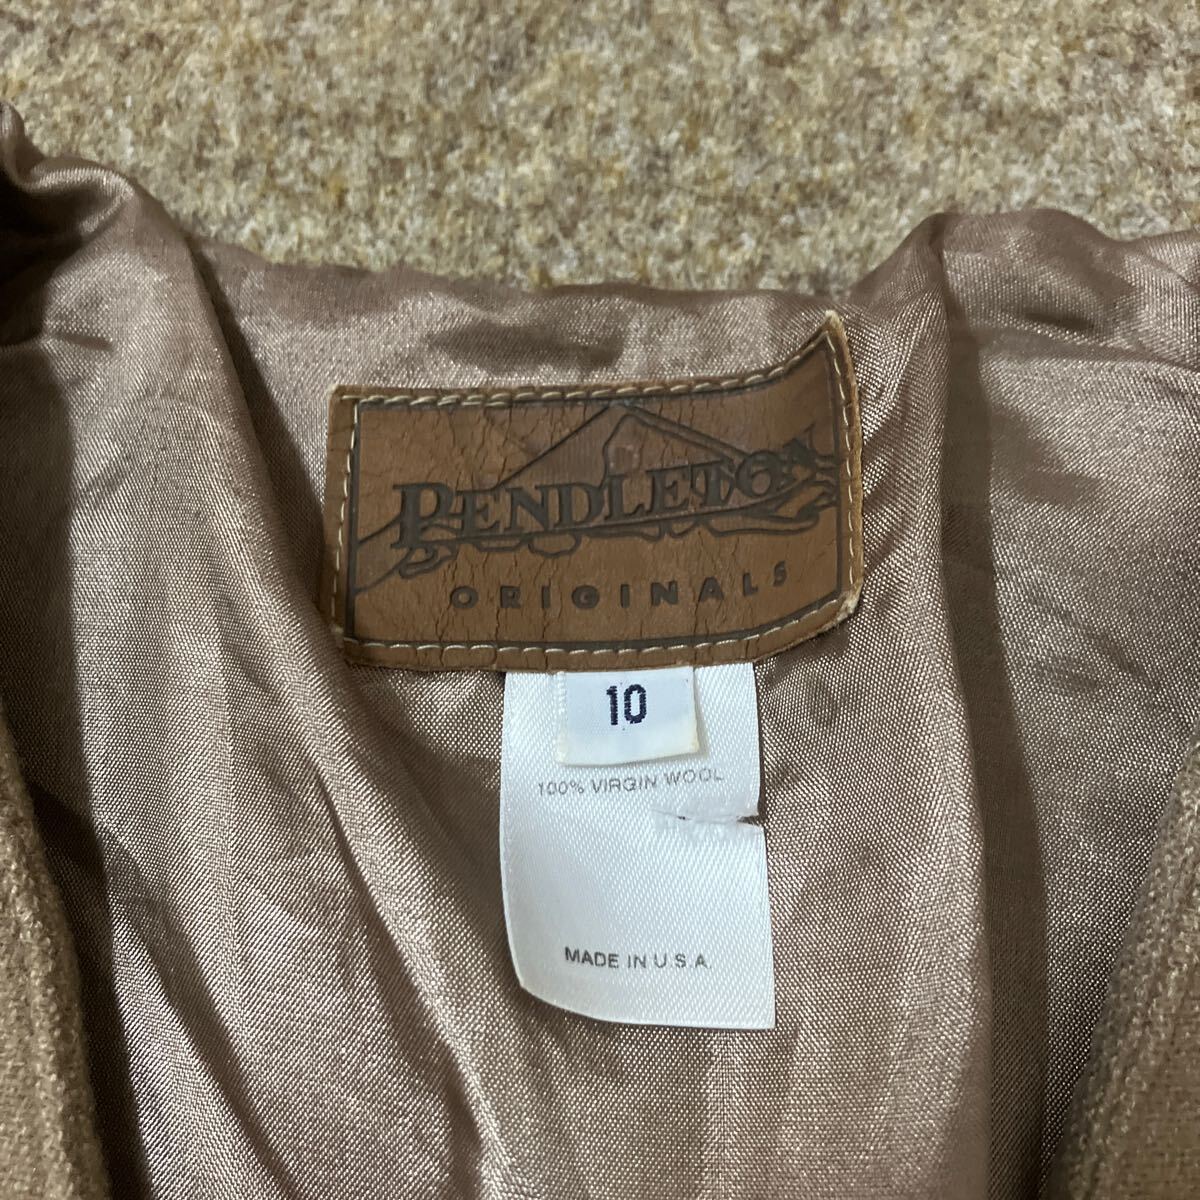 PENDLETON
ORIGINALS
10
100% VIRGIN WOOL
MADE IN U.S.A.